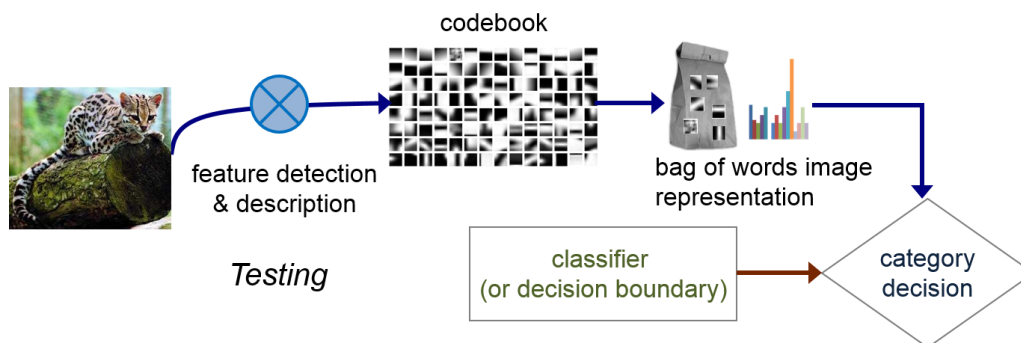 codebook
feature detection
& description
bag of words image
representation
Testing
classifier
(or decision boundary)
category
decision